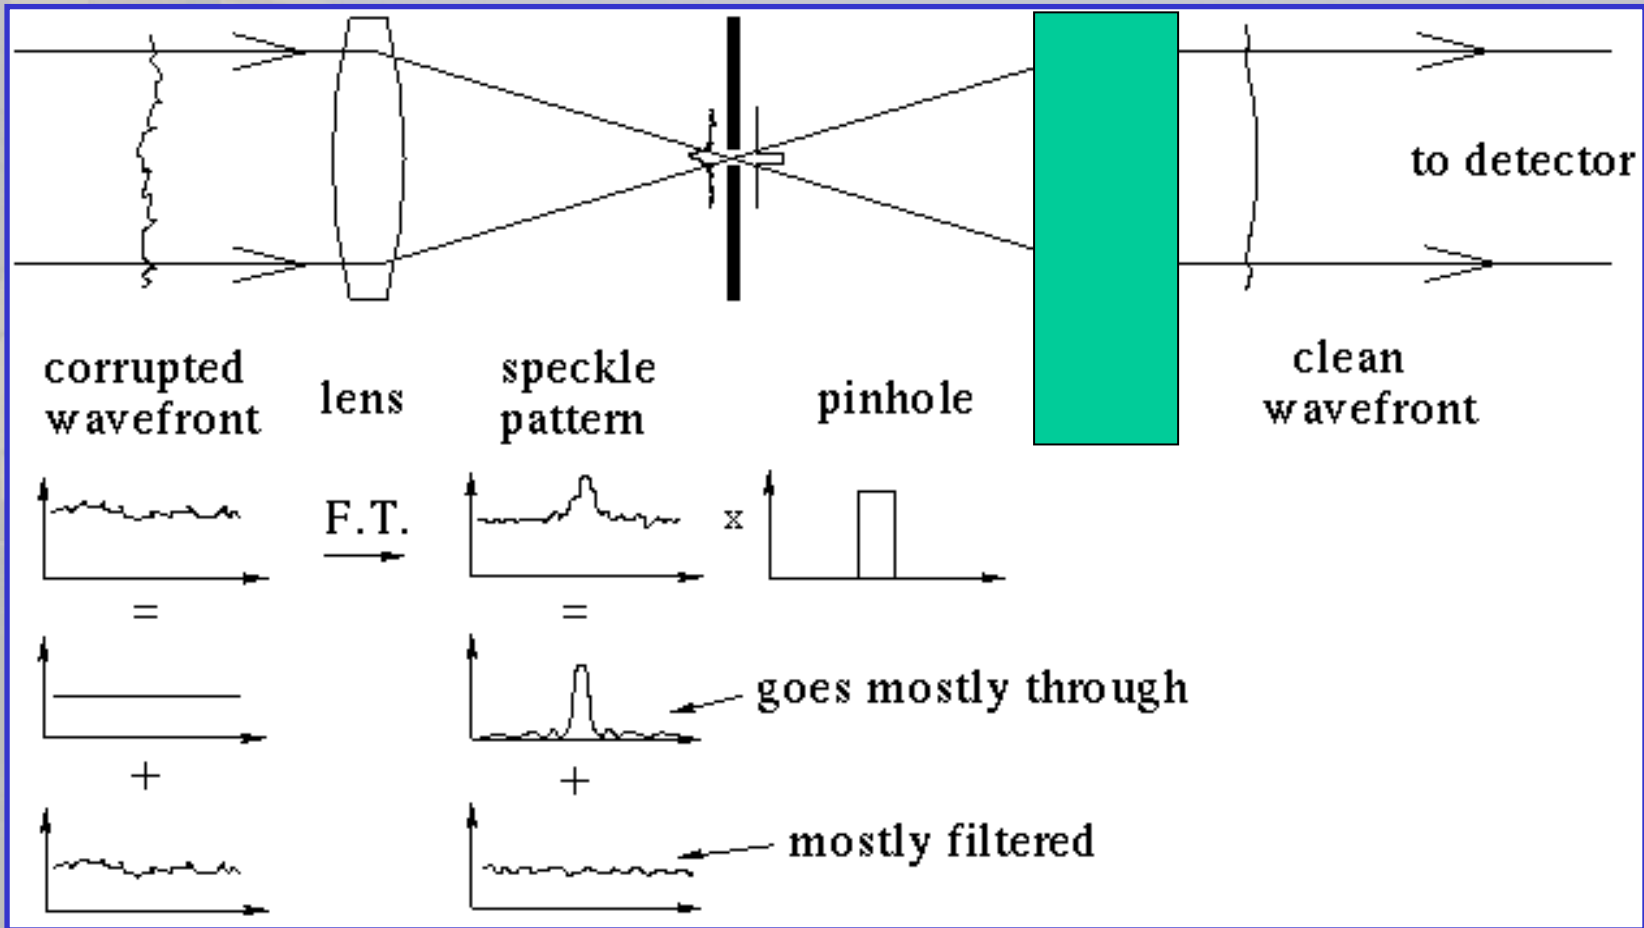 to detector
corrupted
wavefront
lens
speckle
pattern
pinhole
clean
wavefront
F.T.
x
=
=
goes mostly through
+
+
mostly filtered